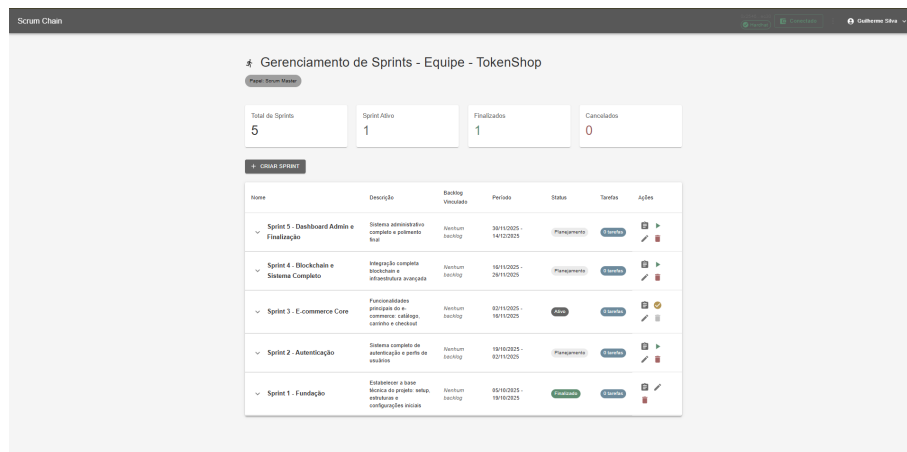 Scrum Chain
Guilherme Silva
Gerenciamento de Sprints - Equipe - TokenShop
Papel: Scrum Master
Total de Sprints
5
Sprint Ativo
1
Finalizados
1
Cancelados
0
+ CRIAR SPRINT
Nome
Descrição
Backlog
Vinculado
Período
Status
Tarefas
Ações
Sprint 5 - Dashboard Admin e
Finalização
Sistema administrativo
completo e polimento
final
Nenhum
backlog
30/11/2025 -
14/12/2025
Planejamento
0 tarefas
Sprint 4 - Blockchain e
Sistema Completo
Integração completa
blockchain e
infraestrutura avançada
Nenhum
backlog
16/11/2025 -
26/11/2025
Planejamento
0 tarefas
Sprint 3 - E-commerce Core
Funcionalidades
principais do e-
commerce: catálogo,
carrinho e checkout
Nenhum
backlog
02/11/2025 -
16/11/2025
Ativo
0 tarefas
Sprint 2 - Autenticação
Sistema completo de
autenticação e perfis de
usuários
Nenhum
backlog
19/10/2025 -
02/11/2025
Planejamento
0 tarefas
Sprint 1 - Fundação
Estabelecer a base
técnica do projeto: setup,
estruturas e
configurações iniciais
Nenhum
backlog
05/10/2025 -
19/10/2025
Finalizado
0 tarefas